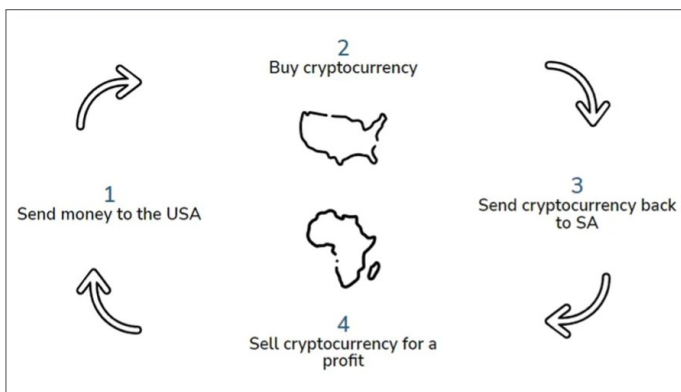 1
Send money to the USA
2
Buy cryptocurrency
3
Send cryptocurrency back
to SA
4
Sell cryptocurrency for a
profit